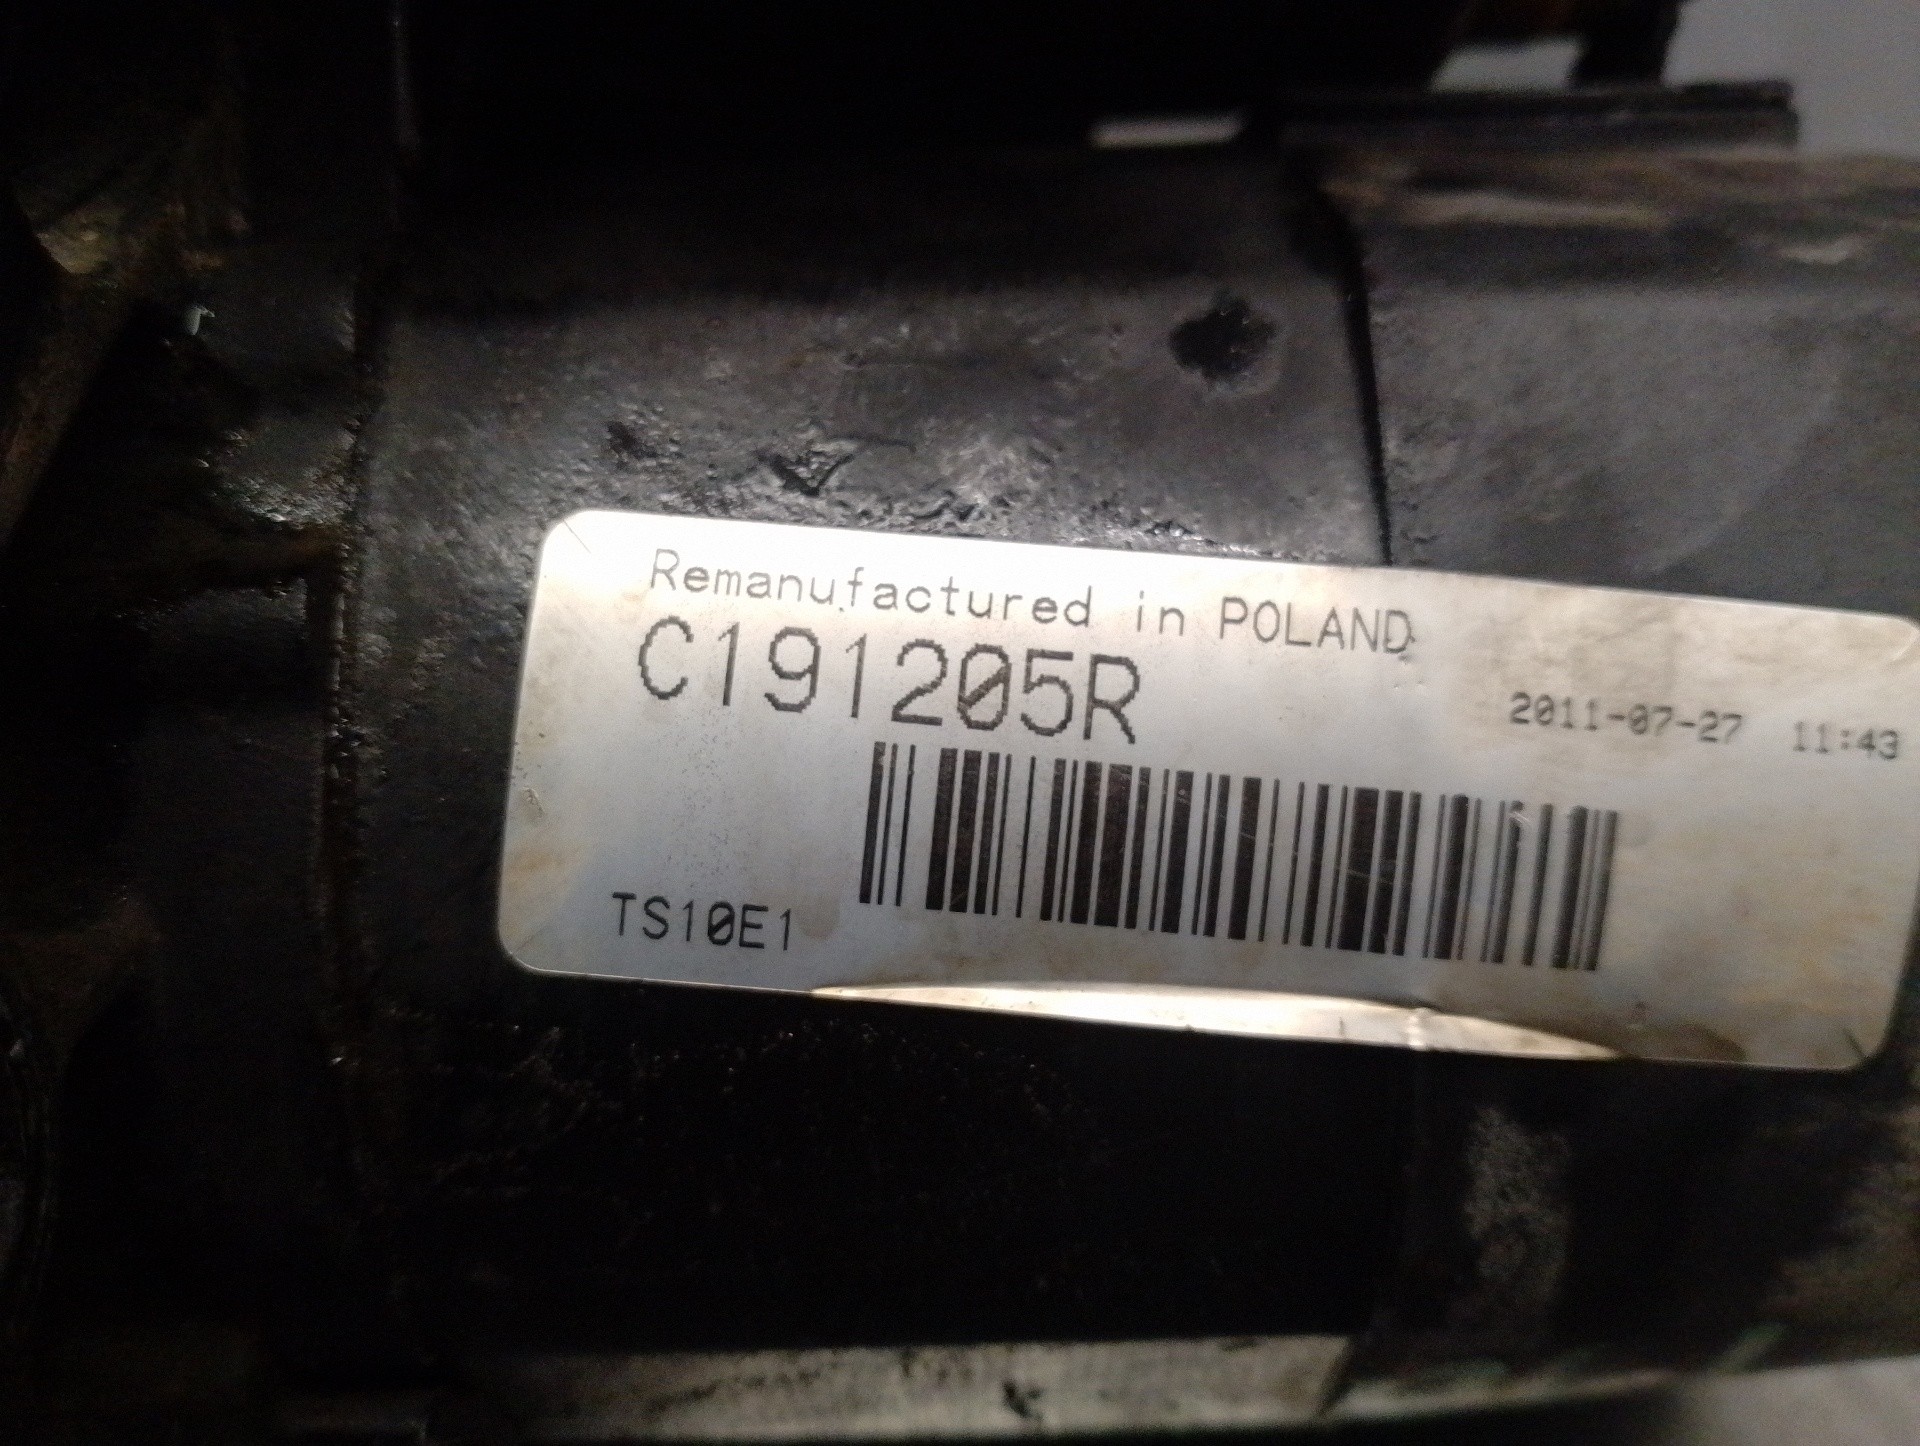 Remanufactured in POLAND
C191205R
2011-07-27 11:43
TS10E1